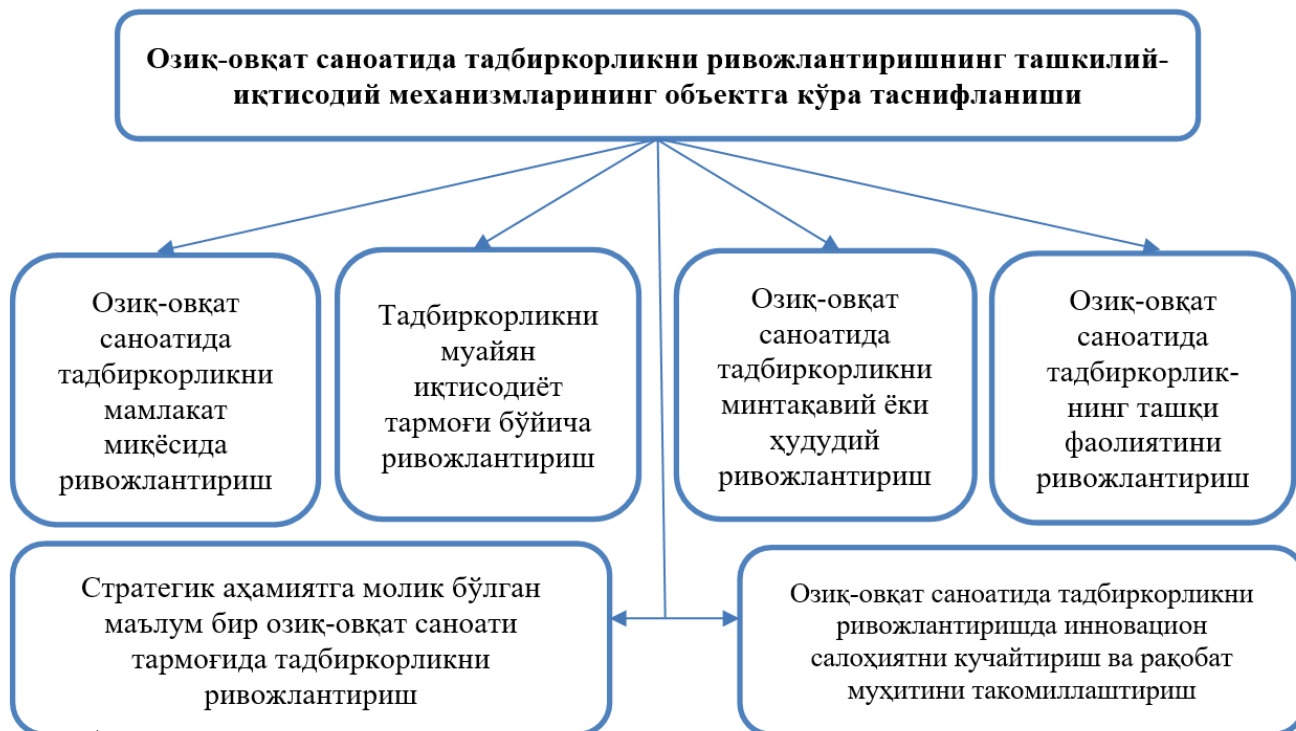 Озиқ-овқат саноатида тадбиркорликни ривожлантиришнинг ташкилий-
иқтисодий механизмларининг объектга кўра таснифланиши
Озиқ-овқат
саноатида
тадбиркорликни
мамлакат
миқёсида
ривожлантириш
Тадбиркорликни
муайян
иқтисодиёт
тармоғи бўйича
ривожлантириш
Озиқ-овқат
саноатида
тадбиркорликни
минтақавий ёки
ҳудудий
ривожлантириш
Озиқ-овқат
саноатида
тадбиркорлик-
нинг ташқи
фаолиятини
ривожлантириш
Стратегик аҳамиятга молик бўлган
маълум бир озиқ-овқат саноати
тармоғида тадбиркорликни
ривожлантириш
Озиқ-овқат саноатида тадбиркорликни
ривожлантиришда инновацион
салоҳиятни кучайтириш ва рақобат
муҳитини такомиллаштириш